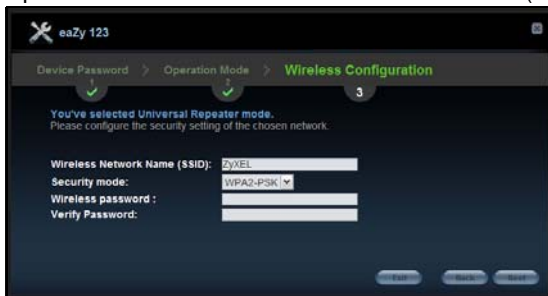 eaZy 123
Device Password > Operation Mode > Wireless Configuration
1 2 3
You've selected Universal Repeater mode.
Please configure the security setting of the chosen network.
Wireless Network Name (SSID): ZyXEL
Security mode: WPA2-PSK
Wireless password :
Verify Password:
Exit Back Next